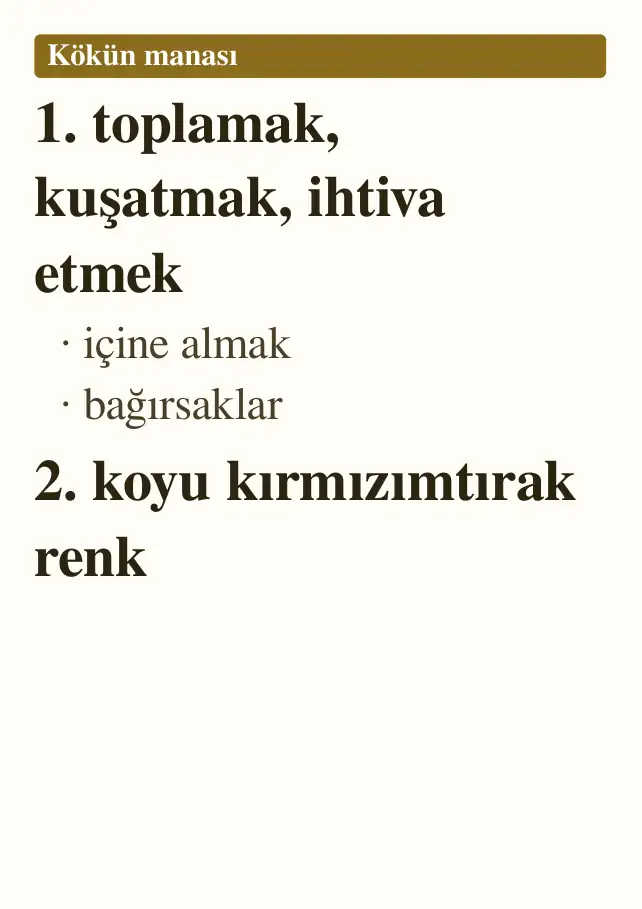 Kökün manası
1. toplamak,
kuşatmak, ihtiva
etmek
· içine almak
· bağırsaklar
2. koyu kırmızımtırak
renk